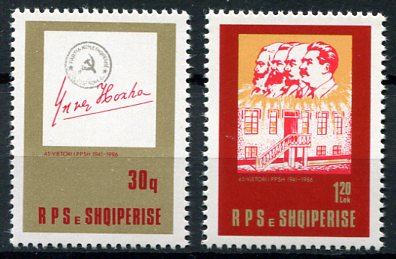 Enver Hoxha
45 VJETORI I PPSH 1941-1986
30q
R P S E SHQIPERISE
45 VJETORI I PPSH 1941-1986
1.20
Lek
R P S E SHQIPERISE